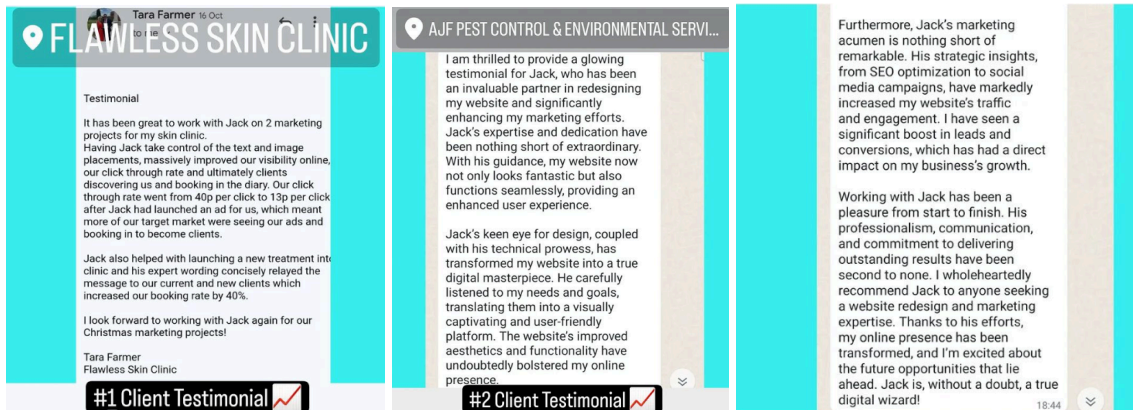 Tara Farmer 16 Oct
to me
FLAWLESS SKIN CLINIC
Testimonial
It has been great to work with Jack on 2 marketing
projects for my skin clinic.
Having Jack take control of the text and image
placements, massively improved our visibility online,
our click through rate and ultimately clients
discovering us and booking in the diary. Our click
through rate went from 40p per click to 13p per click
after Jack had launched an ad for us, which meant
more of our target market were seeing our ads and
booking in to become clients.
Jack also helped with launching a new treatment into
clinic and his expert wording concisely relayed the
message to our current and new clients which
increased our booking rate by 40%.
I look forward to working with Jack again for our
Christmas marketing projects!
Tara Farmer
Flawless Skin Clinic
#1 Client Testimonial
AJF PEST CONTROL & ENVIRONMENTAL SERVI...
I am thrilled to provide a glowing
testimonial for Jack, who has been
an invaluable partner in redesigning
my website and significantly
enhancing my marketing efforts.
Jack's expertise and dedication have
been nothing short of extraordinary.
With his guidance, my website now
not only looks fantastic but also
functions seamlessly, providing an
enhanced user experience.
Jack's keen eye for design, coupled
with his technical prowess, has
transformed my website into a true
digital masterpiece. He carefully
listened to my needs and goals,
translating them into a visually
captivating and user-friendly
platform. The website's improved
aesthetics and functionality have
undoubtedly bolstered my online
presence.
#2 Client Testimonial
Furthermore, Jack's marketing
acumen is nothing short of
remarkable. His strategic insights,
from SEO optimization to social
media campaigns, have markedly
increased my website's traffic
and engagement. I have seen a
significant boost in leads and
conversions, which has had a direct
impact on my business's growth.
Working with Jack has been a
pleasure from start to finish. His
professionalism, communication,
and commitment to delivering
outstanding results have been
second to none. I wholeheartedly
recommend Jack to anyone seeking
a website redesign and marketing
expertise. Thanks to his efforts,
my online presence has been
transformed, and I'm excited about
the future opportunities that lie
ahead. Jack is, without a doubt, a true
digital wizard!
18:44